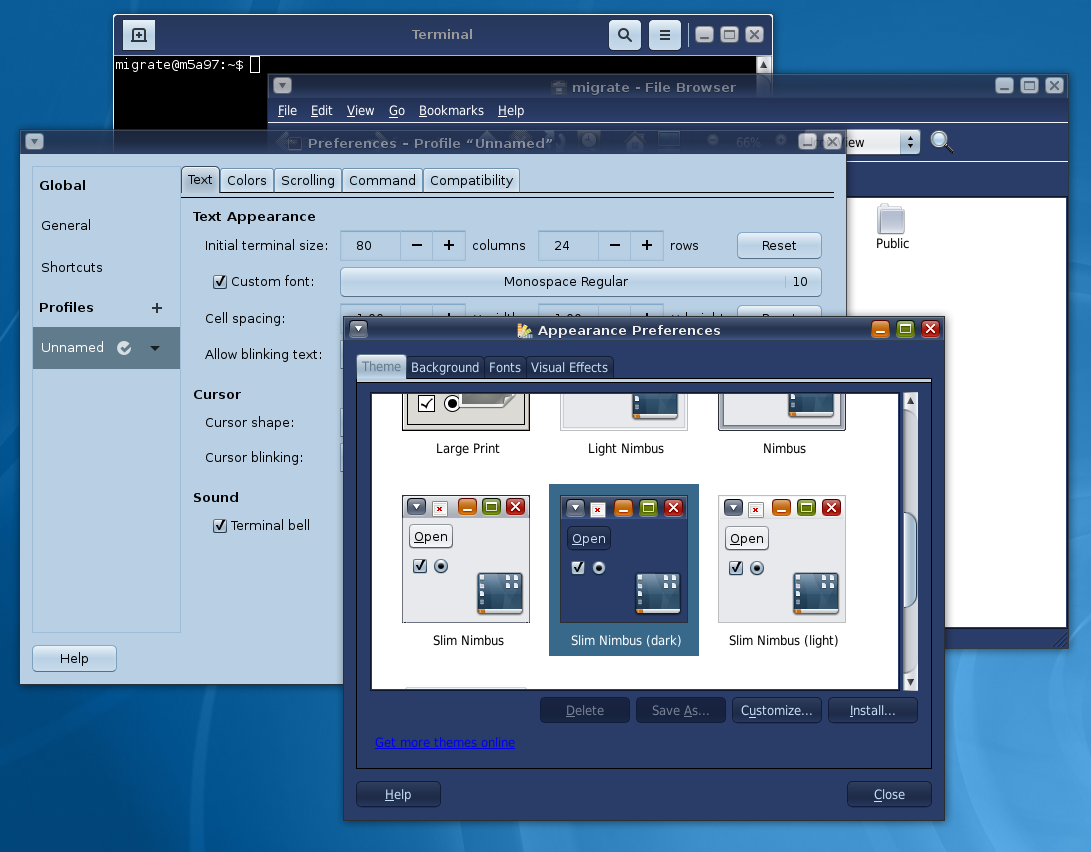 Terminal
migrate@m5a97:~$
migrate - File Browser
File Edit View Go Bookmarks Help
66%
Public
Preferences – Profile “Unnamed”
Global
General
Shortcuts
Profiles +
Unnamed
Help
Text Colors Scrolling Command Compatibility
Text Appearance
Initial terminal size: 80 − + columns 24 − + rows Reset
Custom font: Monospace Regular 10
Cell spacing:
Allow blinking text:
Cursor
Cursor shape:
Cursor blinking:
Sound
Terminal bell
Appearance Preferences
Theme Background Fonts Visual Effects
Large Print Light Nimbus Nimbus
Open Open Open
Slim Nimbus Slim Nimbus (dark) Slim Nimbus (light)
Delete Save As... Customize... Install...
Get more themes online
Help Close